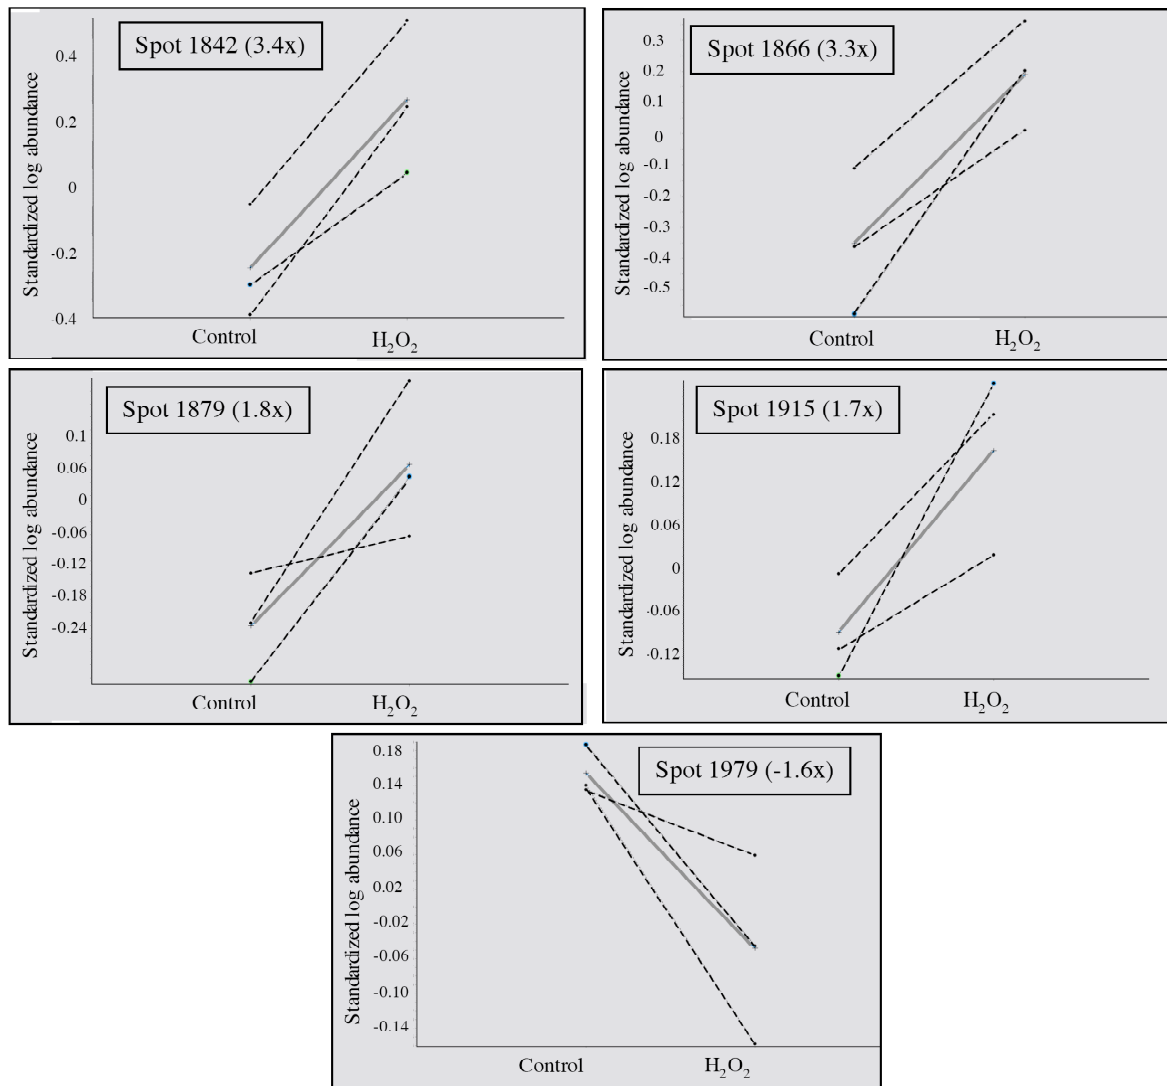 Spot 1842 (3.4x)
Standardized log abundance
0.4
0.2
0
-0.2
-0.4
Control
H₂O₂
Spot 1866 (3.3x)
Standardized log abundance
0.3
0.2
0.1
0
-0.1
-0.2
-0.3
-0.4
-0.5
Control
H₂O₂
Spot 1879 (1.8x)
Standardized log abundance
0.1
0.06
0
-0.06
-0.12
-0.18
-0.24
Control
H₂O₂
Spot 1915 (1.7x)
Standardized log abundance
0.18
0.12
0.06
0
-0.06
-0.12
Control
H₂O₂
Spot 1979 (-1.6x)
Standardized log abundance
0.18
0.14
0.10
0.06
0.02
-0.02
-0.06
-0.10
-0.14
Control
H₂O₂